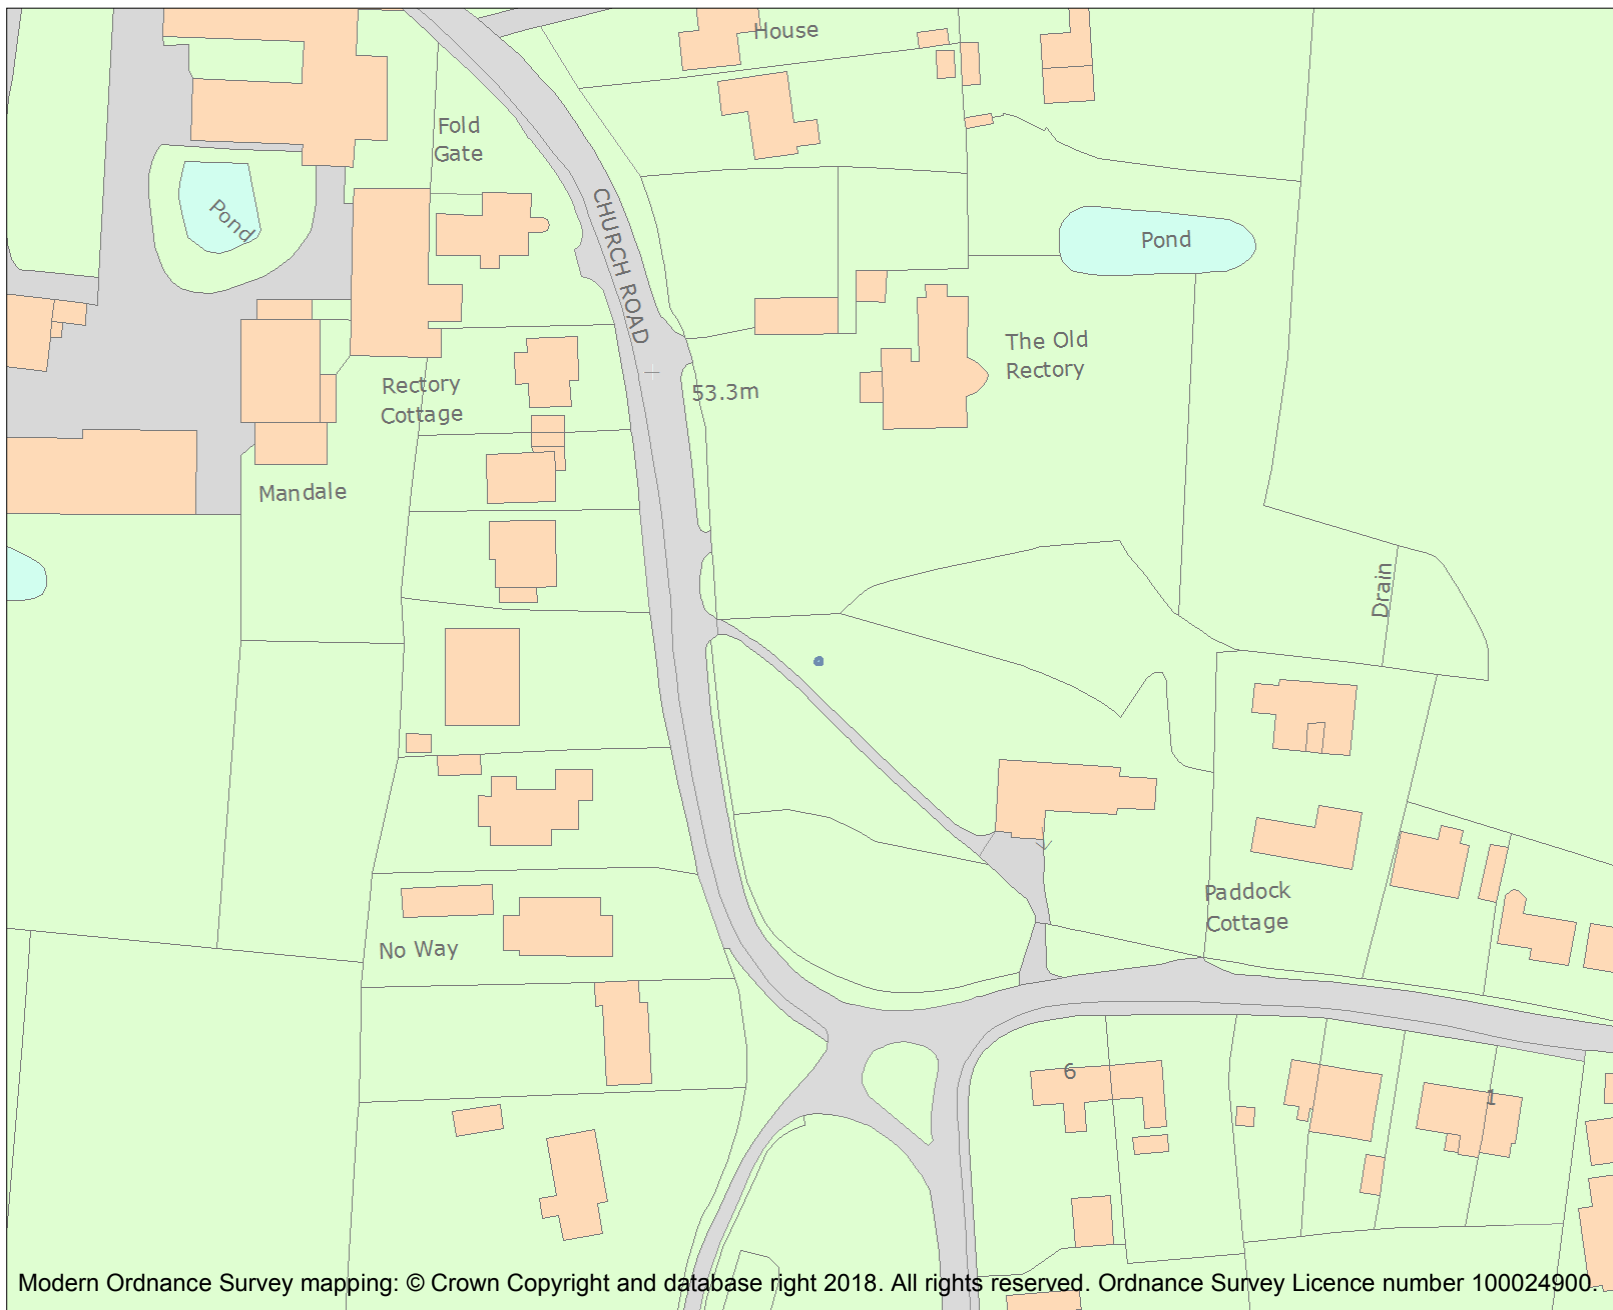 House
Fold
Gate
Pond
CHURCH ROAD
Pond
The Old
Rectory
Rectory
Cottage
53.3m
Mandale
Drain
Paddock
Cottage
No Way
6
1
Modern Ordnance Survey mapping: © Crown Copyright and database right 2018. All rights reserved. Ordnance Survey Licence number 100024900.